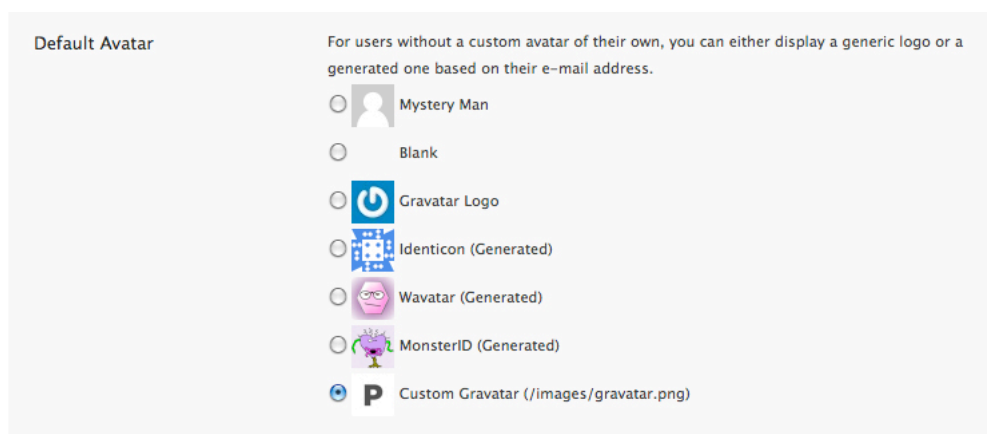 Default Avatar
For users without a custom avatar of their own, you can either display a generic logo or a
generated one based on their e-mail address.
Mystery Man
Blank
Gravatar Logo
Identicon (Generated)
Wavatar (Generated)
MonsterID (Generated)
P Custom Gravatar (/images/gravatar.png)